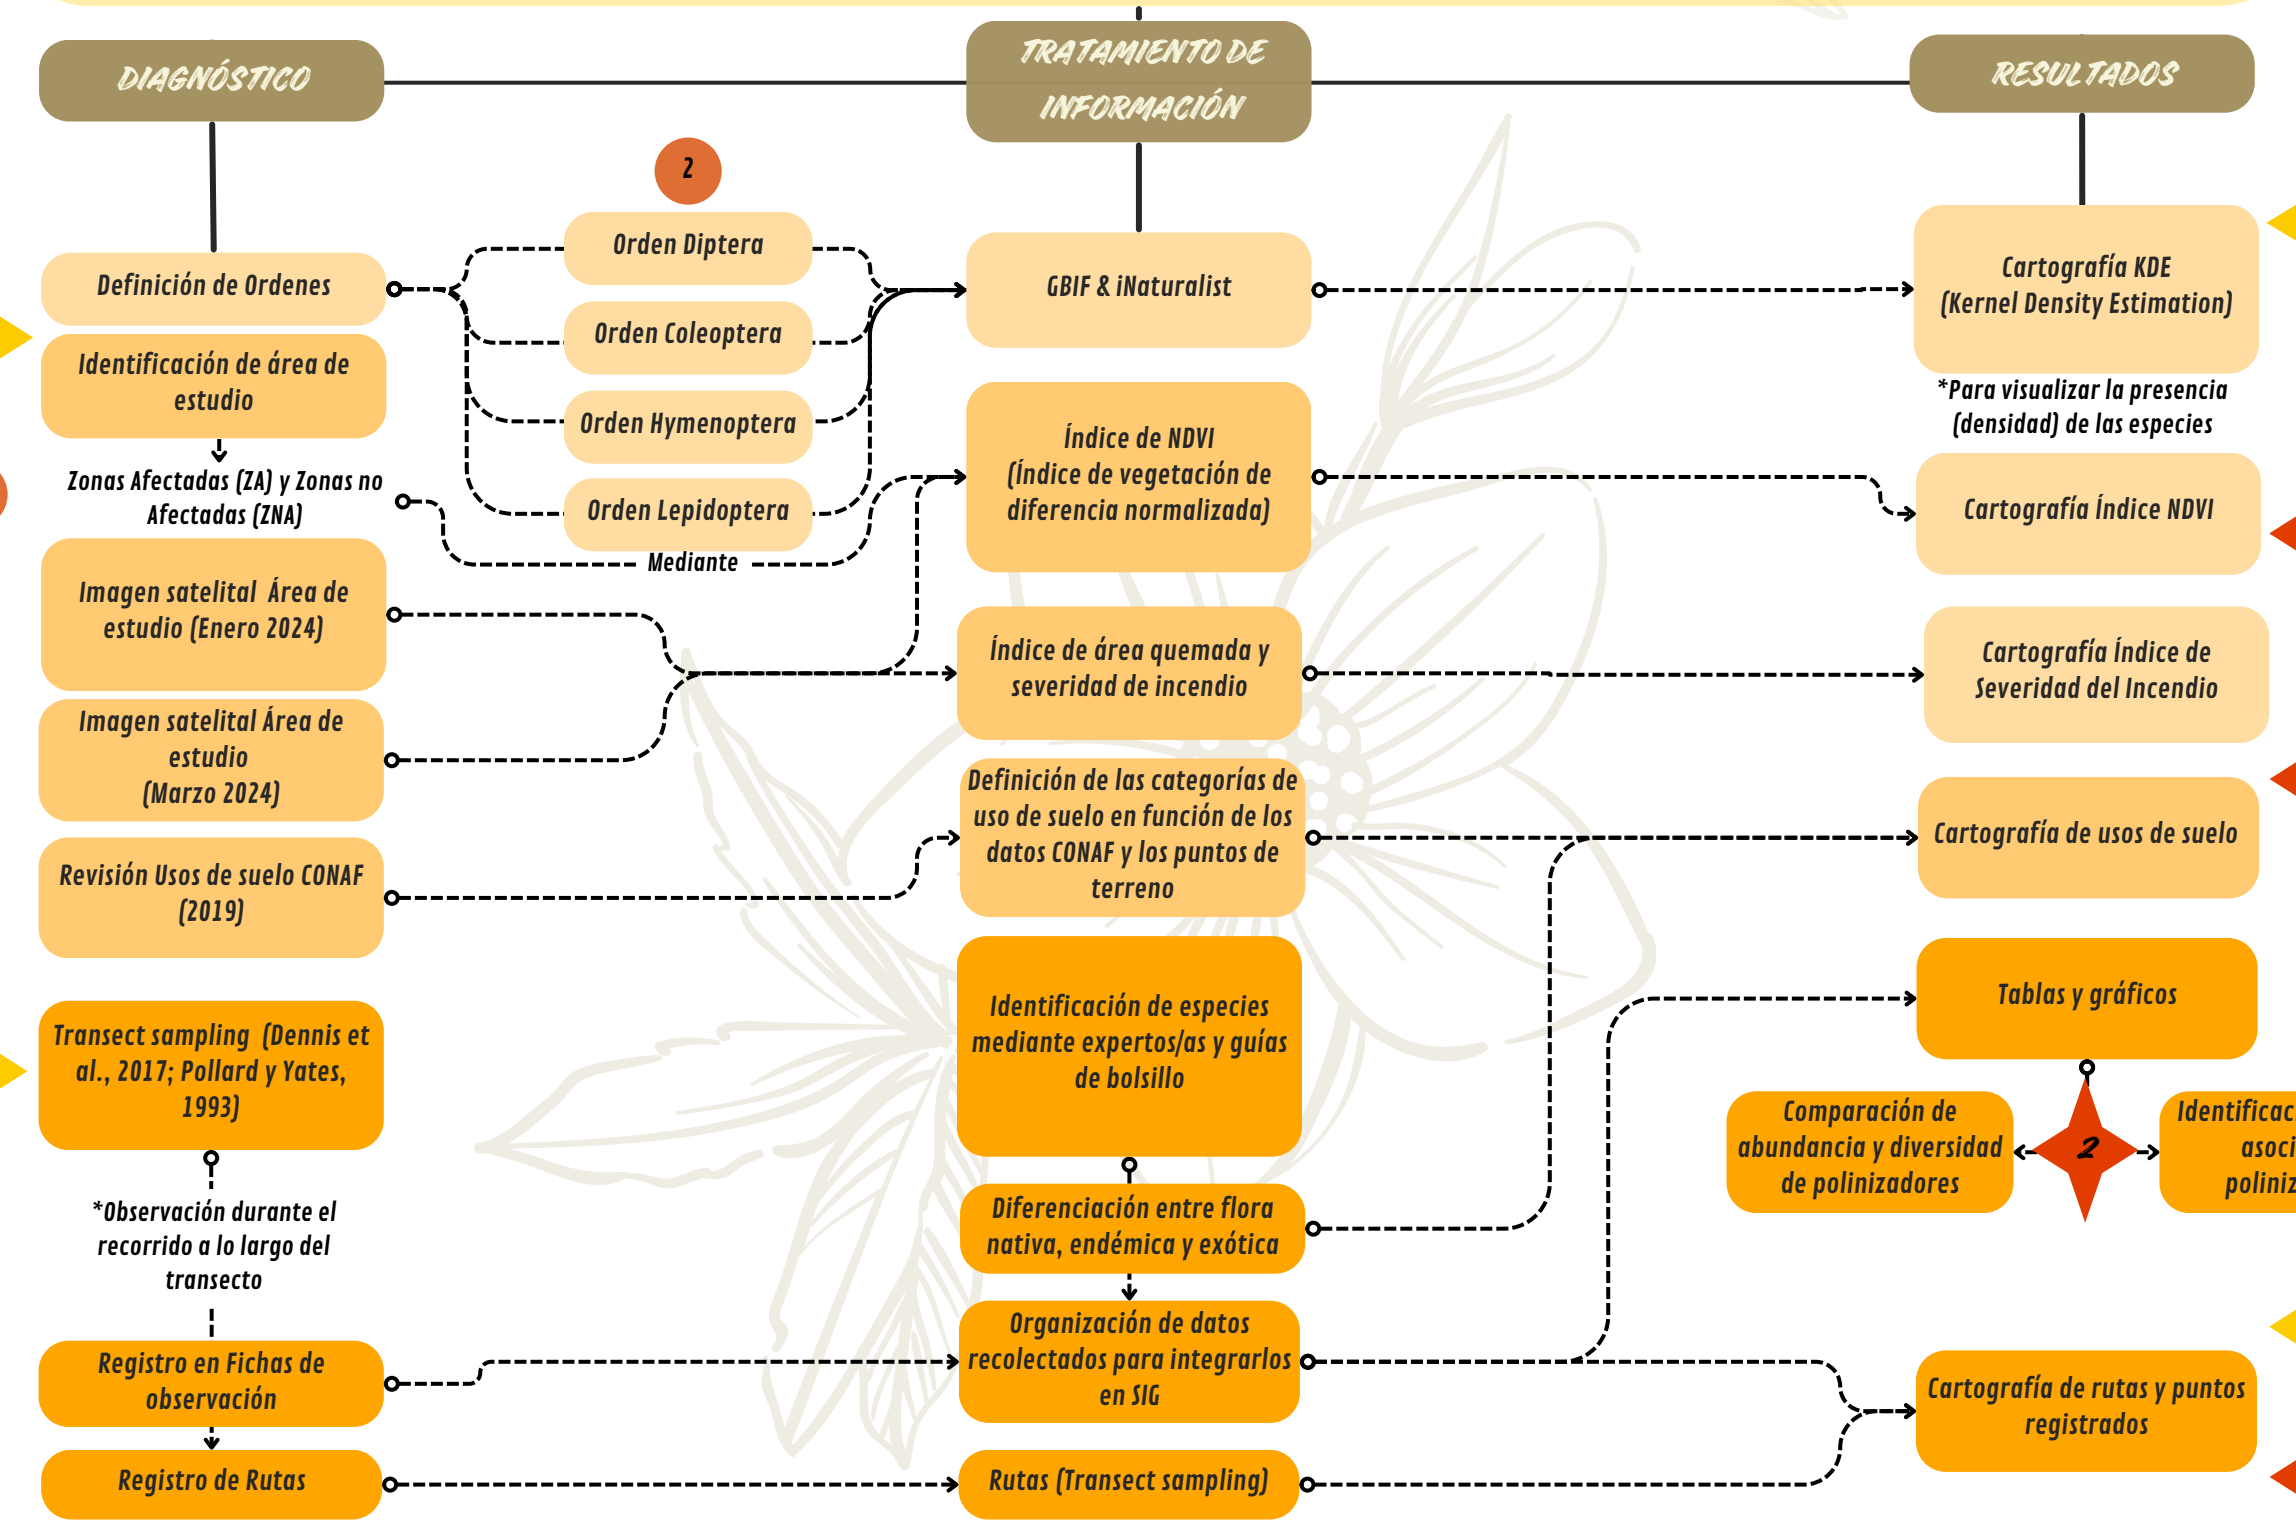 DIAGNÓSTICO
TRATAMIENTO DE
INFORMACIÓN
RESULTADOS
2
Definición de Ordenes
Identificación de área de
estudio
Zonas Afectadas (ZA) y Zonas no
Afectadas (ZNA)
Imagen satelital Área de
estudio (Enero 2024)
Imagen satelital Área de
estudio
(Marzo 2024)
Revisión Usos de suelo CONAF
(2019)
Transect sampling (Dennis et
al., 2017; Pollard y Yates,
1993)
*Observación durante el
recorrido a lo largo del
transecto
Registro en Fichas de
observación
Registro de Rutas
Orden Diptera
Orden Coleoptera
Orden Hymenoptera
Orden Lepidoptera
Mediante
GBIF & iNaturalist
Índice de NDVI
(Índice de vegetación de
diferencia normalizada)
Índice de área quemada y
severidad de incendio
Definición de las categorías de
uso de suelo en función de los
datos CONAF y los puntos de
terreno
Identificación de especies
mediante expertos/as y guías
de bolsillo
Diferenciación entre flora
nativa, endémica y exótica
Organización de datos
recolectados para integrarlos
en SIG
Rutas (Transect sampling)
Cartografía KDE
(Kernel Density Estimation)
*Para visualizar la presencia
(densidad) de las especies
Cartografía Índice NDVI
Cartografía Índice de
Severidad del Incendio
Cartografía de usos de suelo
Tablas y gráficos
Comparación de
abundancia y diversidad
de polinizadores
2
Cartografía de rutas y puntos
registrados